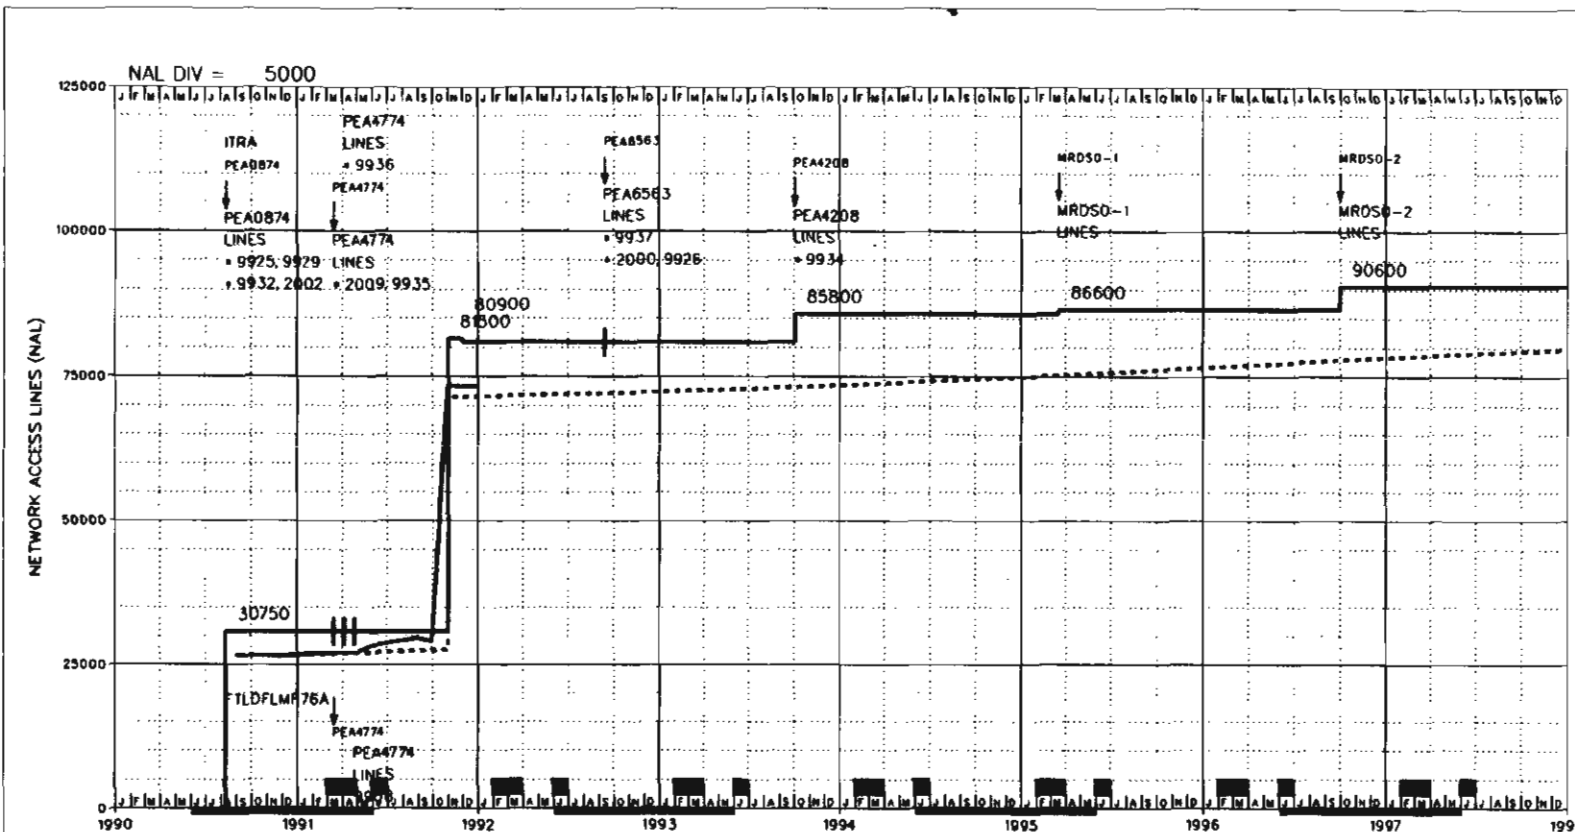 NAL DIV = 5000
125000
J F M A M J J A S O N D J F M A M J J A S O N D J F M A M J J A S O N D J F M A M J J A S O N D J F M A M J J A S O N D J F M A M J J A S O N D J F M A M J J A S O N D J F M A M J J A S O N D
ITRA
PEA0874
PEA0874
LINES
* 9925, 9929
* 9932, 2002
PEA4774
LINES
* 9936
PEA4774
PEA4774
LINES
* 2009, 9935
PEA6563
PEA6563
LINES
* 9937
* 2000, 9926
PEA4208
PEA4208
LINES
* 9934
MRDSO-1
MRDSO-1
LINES
MRDSO-2
MRDSO-2
LINES
100000
80900
81500
85800
86600
90600
NETWORK ACCESS LINES (NAL)
75000
50000
30750
25000
FTLDFLMR76A
PEA4774
PEA4774
LINES
0
J F M A M J J A S O N D J F M A M J J A S O N D J F M A M J J A S O N D J F M A M J J A S O N D J F M A M J J A S O N D J F M A M J J A S O N D J F M A M J J A S O N D J F M A M J J A S O N D
1990 1991 1992 1993 1994 1995 1996 1997 199